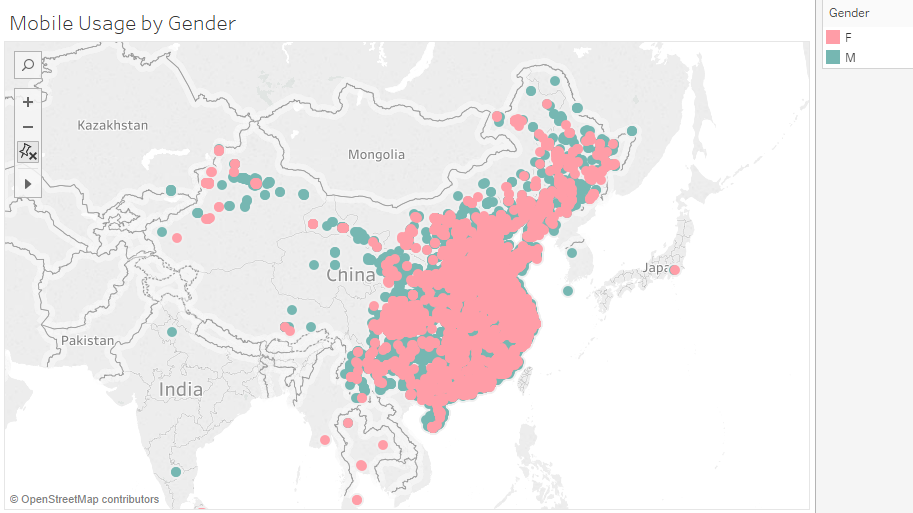 Mobile Usage by Gender
Gender
F
M
Kazakhstan
Mongolia
China
Japa
Pakistan
India
© OpenStreetMap contributors